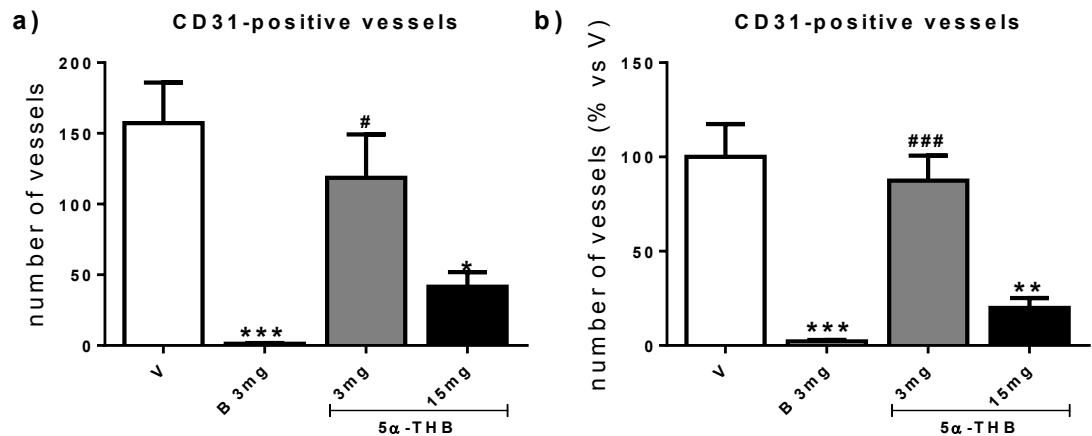 a)
CD31-positive vessels
number of vessels
200
150
100
50
0
#
***
*
V
B 3mg
3mg
15mg
5α-THB
b)
CD31-positive vessels
number of vessels (% vs V)
150
100
50
0
###
***
**
V
B 3mg
3mg
15mg
5α-THB